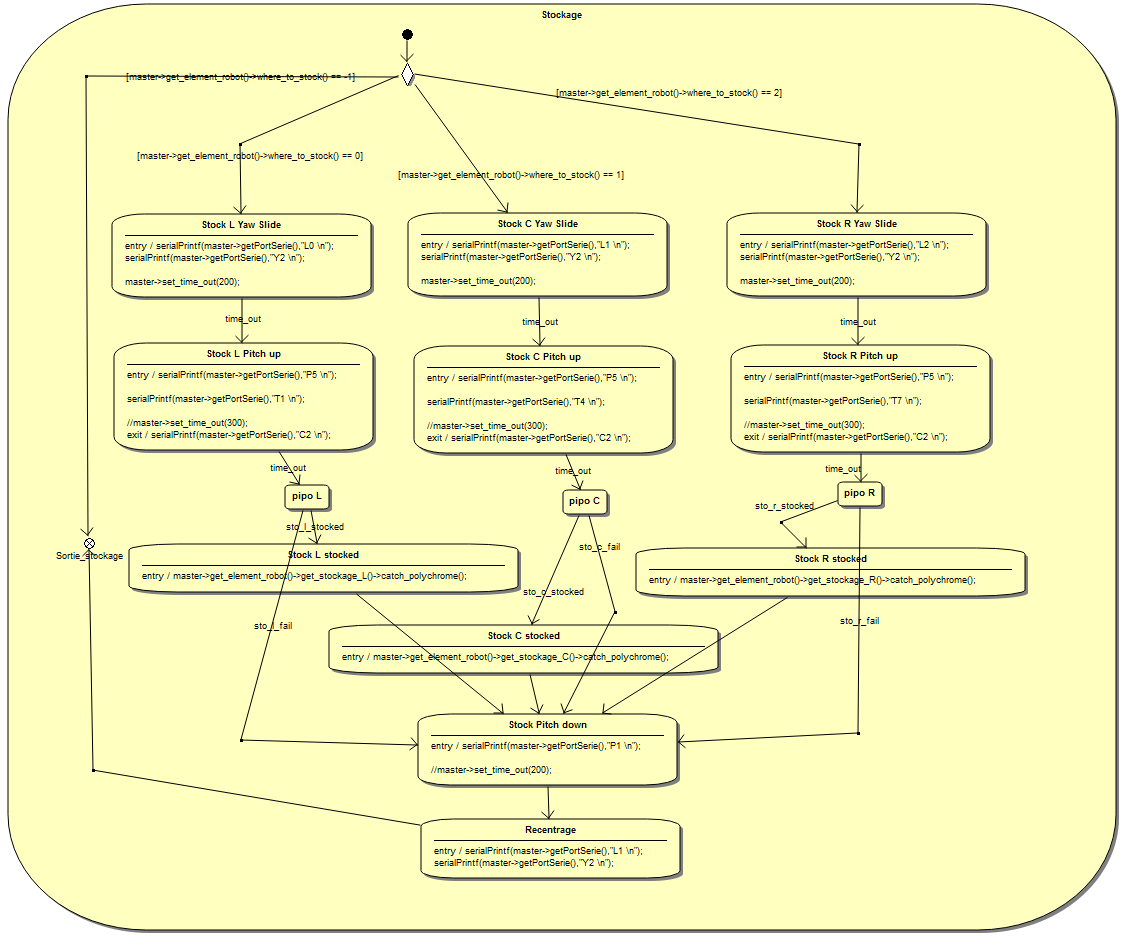 Stockage
[master->get_element_robot()->where_to_stock() == -1]
[master->get_element_robot()->where_to_stock() == 2]
[master->get_element_robot()->where_to_stock() == 0]
[master->get_element_robot()->where_to_stock() == 1]
Stock L Yaw Slide
entry / serialPrintf(master->getPortSerie(),"L0 \n");
serialPrintf(master->getPortSerie(),"Y2 \n");
master->set_time_out(200);
Stock C Yaw Slide
entry / serialPrintf(master->getPortSerie(),"L1 \n");
serialPrintf(master->getPortSerie(),"Y2 \n");
master->set_time_out(200);
Stock R Yaw Slide
entry / serialPrintf(master->getPortSerie(),"L2 \n");
serialPrintf(master->getPortSerie(),"Y2 \n");
master->set_time_out(200);
time_out
time_out
time_out
Stock L Pitch up
entry / serialPrintf(master->getPortSerie(),"P5 \n");
serialPrintf(master->getPortSerie(),"T1 \n");
//master->set_time_out(300);
exit / serialPrintf(master->getPortSerie(),"C2 \n");
Stock C Pitch up
entry / serialPrintf(master->getPortSerie(),"P5 \n");
serialPrintf(master->getPortSerie(),"T4 \n");
//master->set_time_out(300);
exit / serialPrintf(master->getPortSerie(),"C2 \n");
Stock R Pitch up
entry / serialPrintf(master->getPortSerie(),"P5 \n");
serialPrintf(master->getPortSerie(),"T7 \n");
//master->set_time_out(300);
exit / serialPrintf(master->getPortSerie(),"C2 \n");
time_out
time_out
time_out
pipo L
pipo C
pipo R
sto_r_stocked
sto_l_stocked
sto_c_fail
Sortie_stockage
Stock L stocked
entry / master->get_element_robot()->get_stockage_L()->catch_polychrome();
Stock R stocked
entry / master->get_element_robot()->get_stockage_R()->catch_polychrome();
sto_c_stocked
sto_l_fail
sto_r_fail
Stock C stocked
entry / master->get_element_robot()->get_stockage_C()->catch_polychrome();
Stock Pitch down
entry / serialPrintf(master->getPortSerie(),"P1 \n");
//master->set_time_out(200);
Recentrage
entry / serialPrintf(master->getPortSerie(),"L1 \n");
serialPrintf(master->getPortSerie(),"Y2 \n");